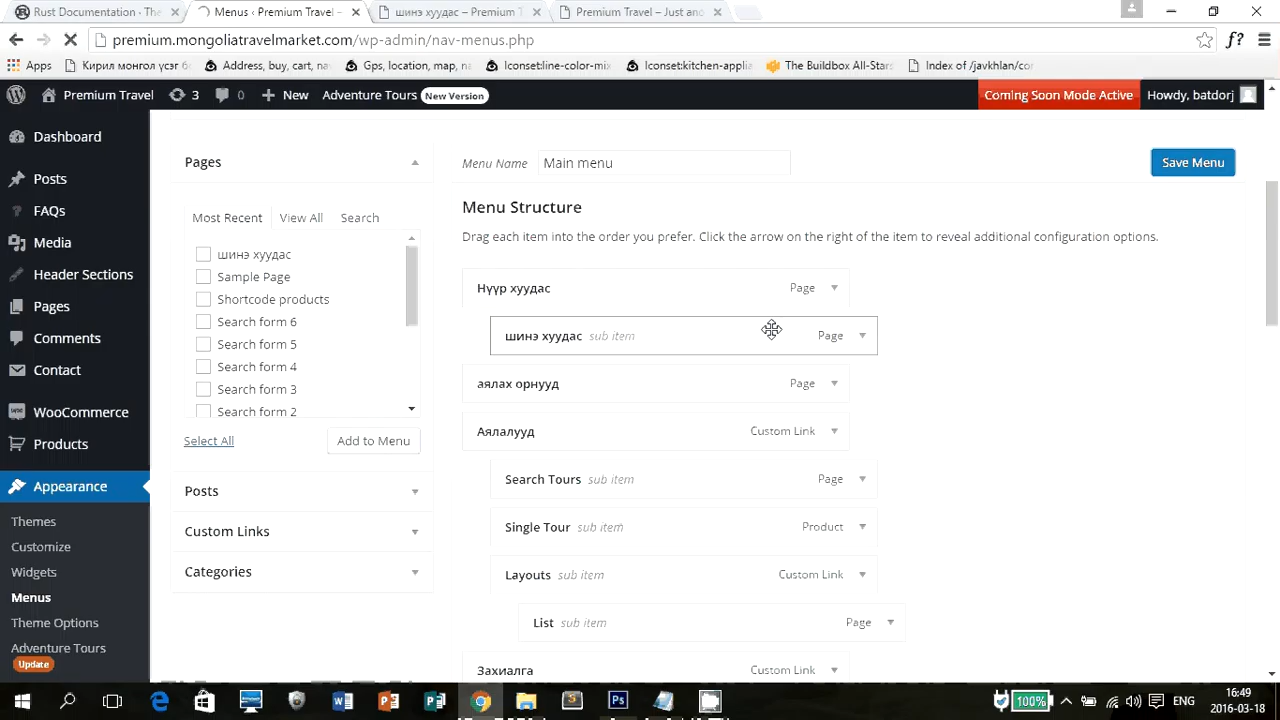 Rust Documentation · The
Menus ‹ Premium Travel –
шинэ хуудас – Premium T
Premium Travel – Just and
premium.mongoliatravelmarket.com/wp-admin/nav-menus.php
Apps
Кирил монгол үсэг
Address, buy, cart, nav
Gps, location, map, na
Iconset:line-color-mix
Iconset:kitchen-applia
The Buildbox All-Stars
Index of /javkhlan/cor
Premium Travel
3
0
New
Adventure Tours New Version
Coming Soon Mode Active
Howdy, batdorj
Dashboard
Posts
FAQs
Media
Header Sections
Pages
Comments
Contact
WooCommerce
Products
Appearance
Themes
Customize
Widgets
Menus
Theme Options
Adventure Tours
Update
Pages
Most Recent
View All
Search
шинэ хуудас
Sample Page
Shortcode products
Search form 6
Search form 5
Search form 4
Search form 3
Search form 2
Select All
Add to Menu
Posts
Custom Links
Categories
Menu Name
Main menu
Save Menu
Menu Structure
Drag each item into the order you prefer. Click the arrow on the right of the item to reveal additional configuration options.
Нүүр хуудас Page
шинэ хуудас sub item Page
аялах орнууд Page
Аялалууд Custom Link
Search Tours sub item Page
Single Tour sub item Product
Layouts sub item Custom Link
List sub item Page
Захиалга Custom Link
100%
ENG
16:49
2016-03-18